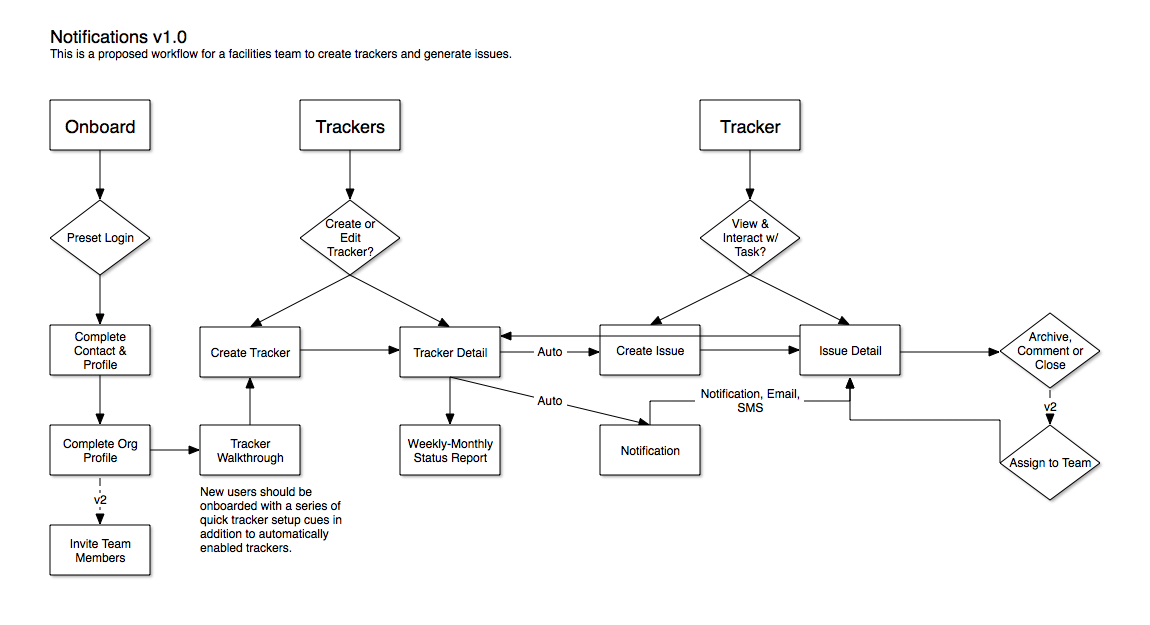 Notifications v1.0
This is a proposed workflow for a facilities team to create trackers and generate issues.
Onboard
Trackers
Tracker
Preset Login
Create or
Edit
Tracker?
View &
Interact w/
Task?
Complete
Contact &
Profile
Create Tracker
Tracker Detail
Auto
Create Issue
Issue Detail
Archive,
Comment or
Close
Auto
Notification, Email,
SMS
v2
Complete Org
Profile
Tracker
Walkthrough
Weekly-Monthly
Status Report
Notification
Assign to Team
v2
New users should be
onboarded with a series of
quick tracker setup cues in
addition to automatically
enabled trackers.
Invite Team
Members